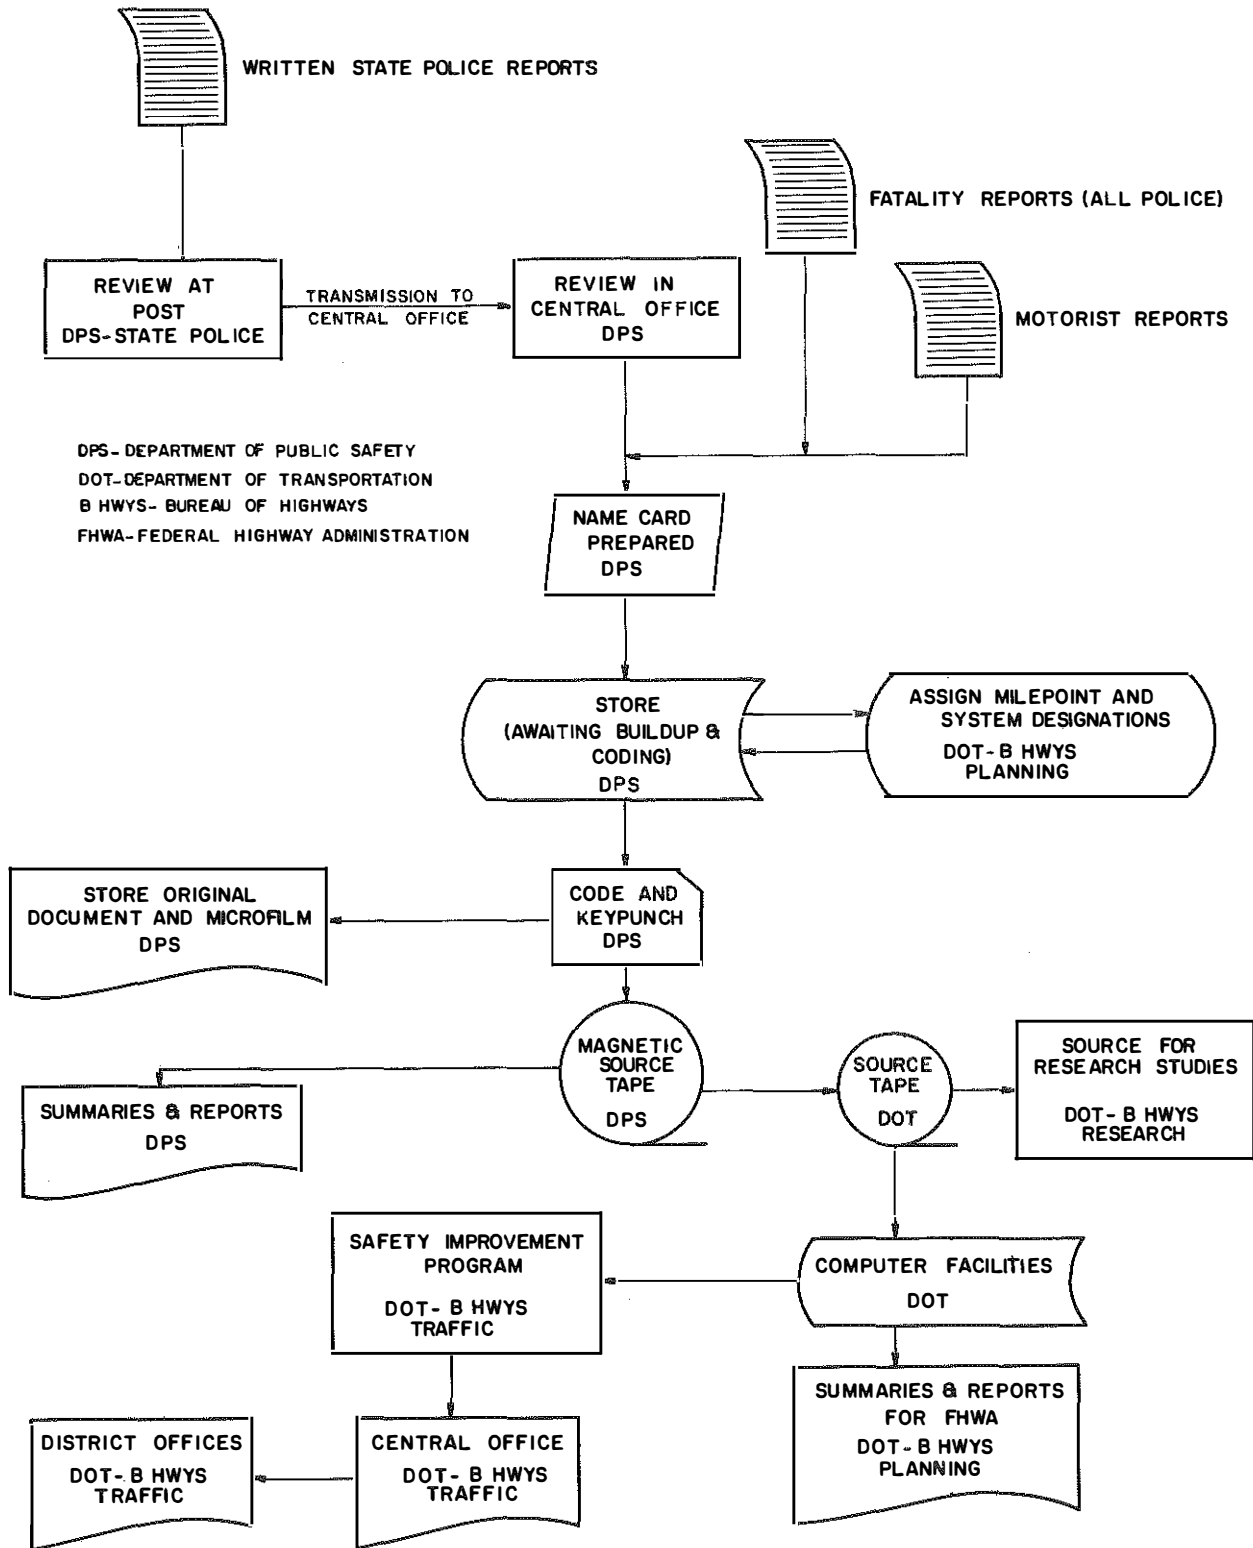 WRITTEN STATE POLICE REPORTS
FATALITY REPORTS (ALL POLICE)
MOTORIST REPORTS
REVIEW AT
POST
DPS-STATE POLICE
TRANSMISSION TO
CENTRAL OFFICE
REVIEW IN
CENTRAL OFFICE
DPS
DPS-DEPARTMENT OF PUBLIC SAFETY
DOT-DEPARTMENT OF TRANSPORTATION
B HWYS-BUREAU OF HIGHWAYS
FHWA-FEDERAL HIGHWAY ADMINISTRATION
NAME CARD
PREPARED
DPS
STORE
(AWAITING BUILDUP &
CODING)
DPS
ASSIGN MILEPOINT AND
SYSTEM DESIGNATIONS
DOT-B HWYS
PLANNING
STORE ORIGINAL
DOCUMENT AND MICROFILM
DPS
CODE AND
KEYPUNCH
DPS
MAGNETIC
SOURCE
TAPE
DPS
SOURCE
TAPE
DOT
SOURCE FOR
RESEARCH STUDIES
DOT-B HWYS
RESEARCH
SUMMARIES & REPORTS
DPS
SAFETY IMPROVEMENT
PROGRAM
DOT-B HWYS
TRAFFIC
COMPUTER FACILITIES
DOT
SUMMARIES & REPORTS
FOR FHWA
DOT-B HWYS
PLANNING
DISTRICT OFFICES
DOT-B HWYS
TRAFFIC
CENTRAL OFFICE
DOT-B HWYS
TRAFFIC